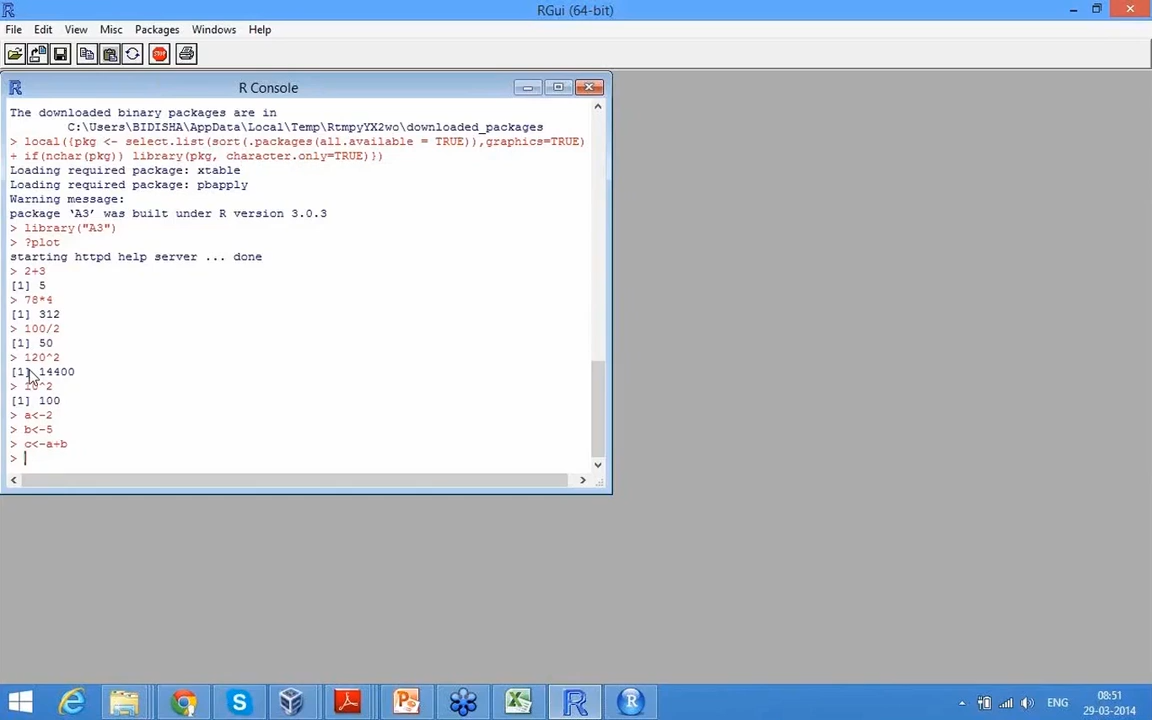 RGui (64-bit)
File Edit View Misc Packages Windows Help
STOP
R Console
The downloaded binary packages are in
C:\Users\BIDISHA\AppData\Local\Temp\RtmpyYX2wo\downloaded_packages
> local({pkg <- select.list(sort(.packages(all.available = TRUE)),graphics=TRUE)
+ if(nchar(pkg)) library(pkg, character.only=TRUE)})
Loading required package: xtable
Loading required package: pbapply
Warning message:
package ‘A3’ was built under R version 3.0.3
> library("A3")
> ?plot
starting httpd help server ... done
> 2+3
[1] 5
> 78*4
[1] 312
> 100/2
[1] 50
> 120^2
[1] 14400
> 10^2
[1] 100
> a<-2
> b<-5
> c<-a+b
>
ENG
08:51
29-03-2014